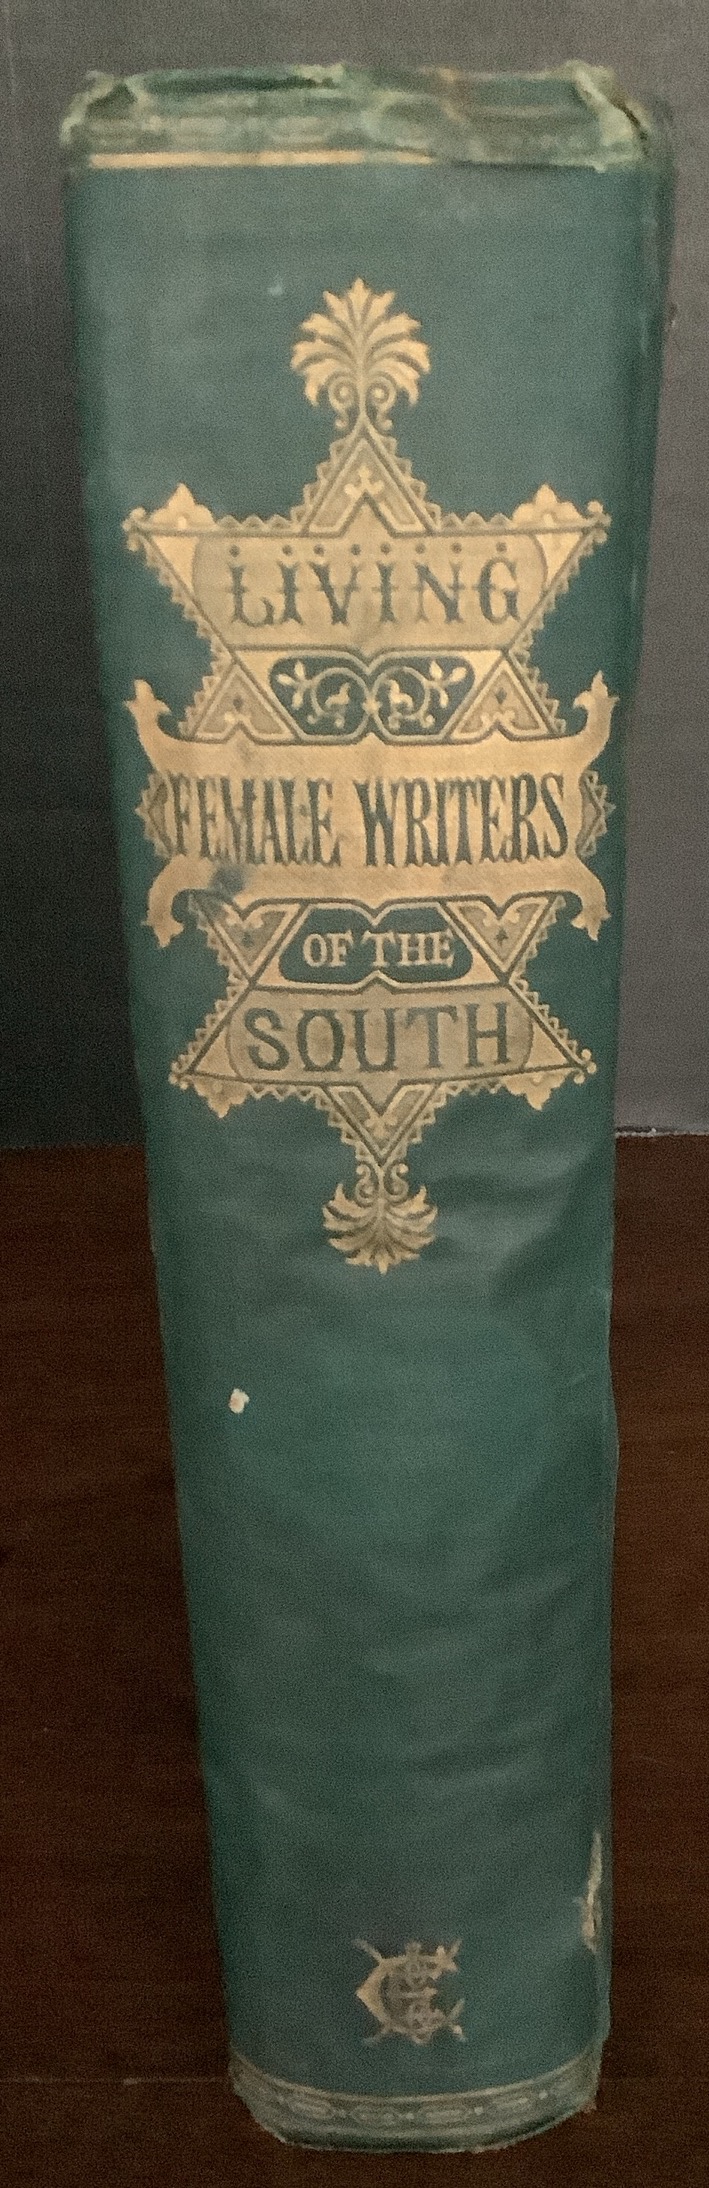 LIVING
FEMALE WRITERS
OF THE
SOUTH